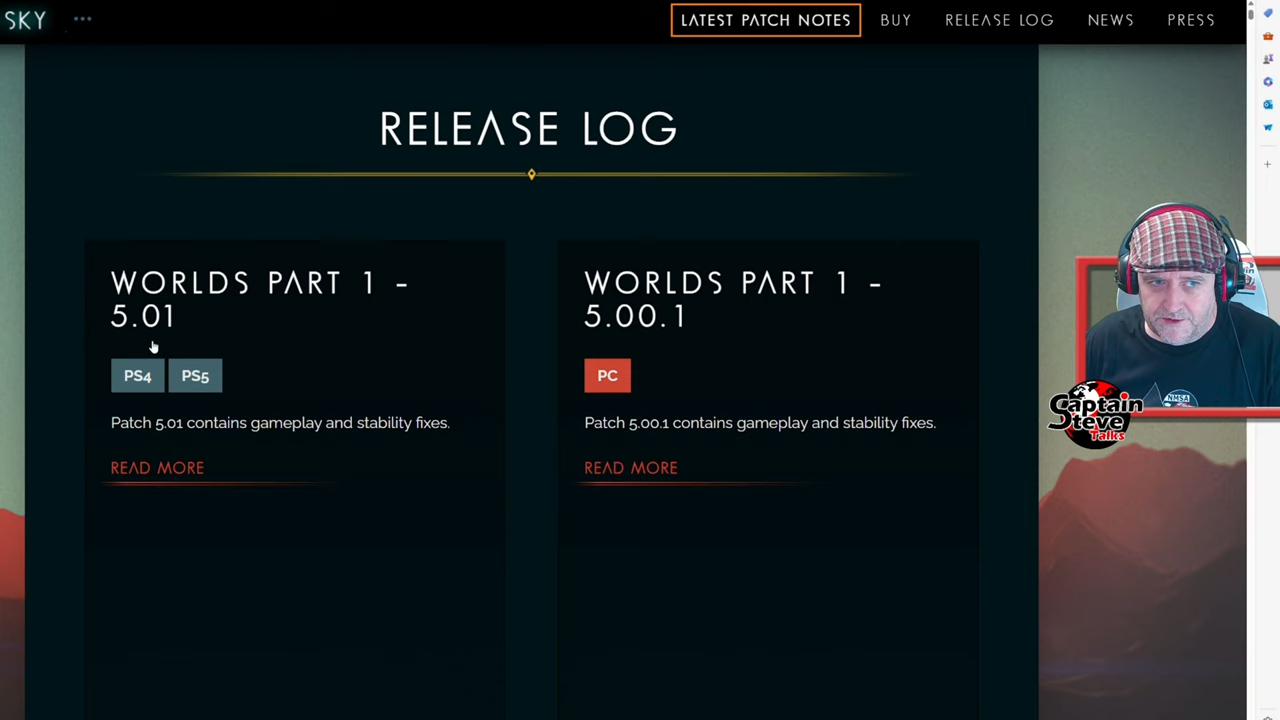 SKY
LATEST PATCH NOTES
BUY
RELEASE LOG
NEWS
PRESS
RELEASE LOG
WORLDS PART 1 -
5.01
PS4 PS5
Patch 5.01 contains gameplay and stability fixes.
READ MORE
WORLDS PART 1 -
5.00.1
PC
Patch 5.00.1 contains gameplay and stability fixes.
READ MORE
NMSA
Captain
Steve
Talks